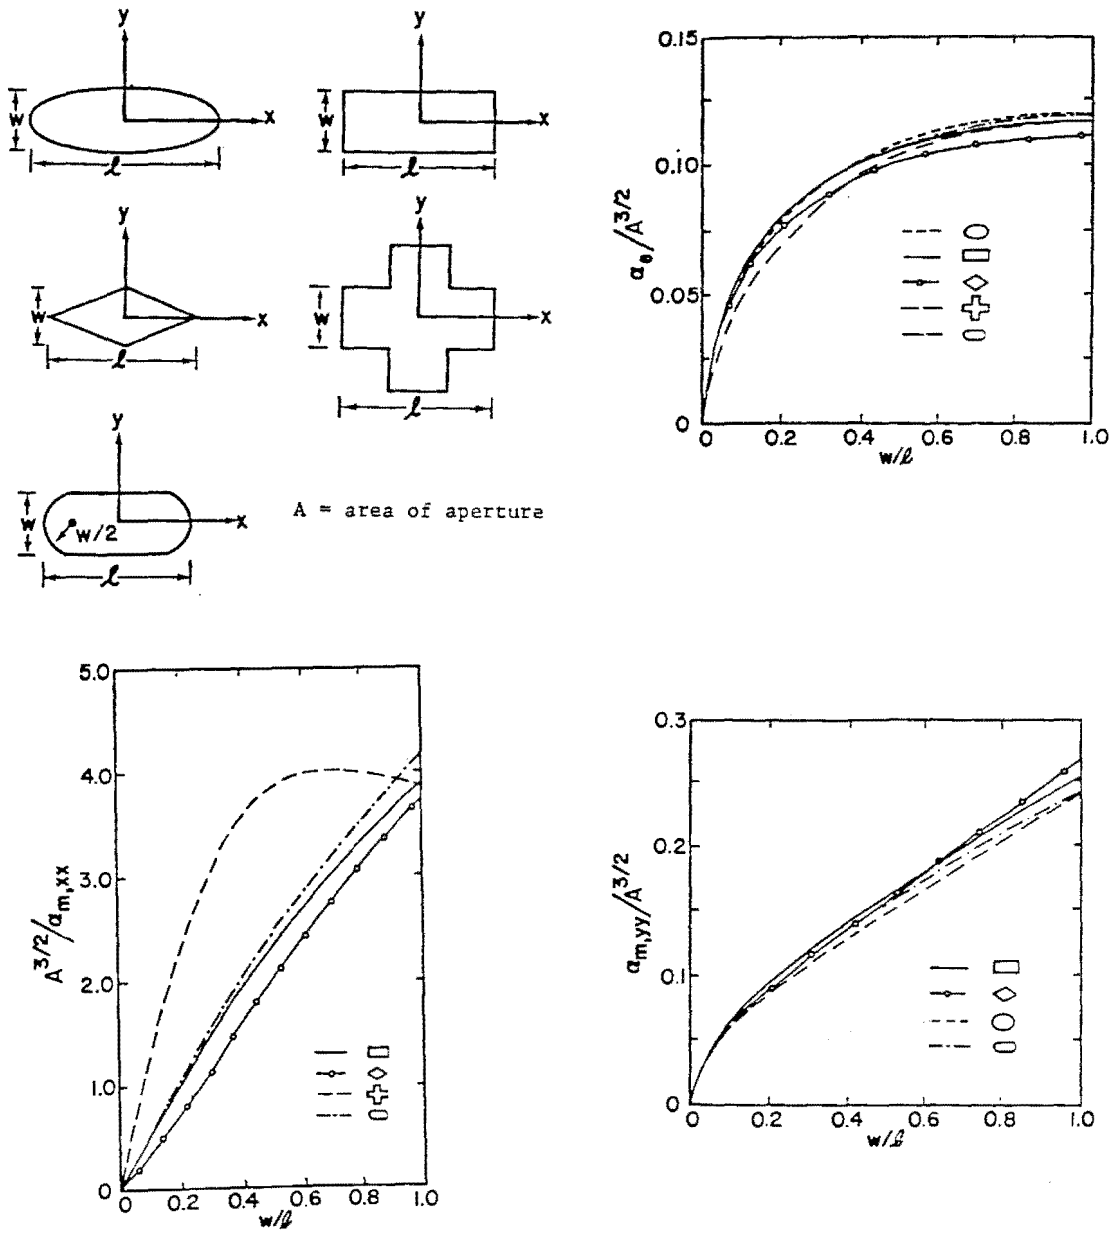 y
x
w
ℓ
y
x
w
ℓ
y
x
w
ℓ
y
x
w
ℓ
y
x
w
w/2
ℓ
A = area of aperture
0.15
0.10
0.05
0
α_e/A^3/2
0 0.2 0.4 0.6 0.8 1.0
w/ℓ
5.0
4.0
3.0
2.0
1.0
0
A^3/2/α_m,xx
0 0.2 0.4 0.6 0.8 1.0
w/ℓ
0.3
0.2
0.1
0
α_m,yy/A^3/2
0 0.2 0.4 0.6 0.8 1.0
w/ℓ